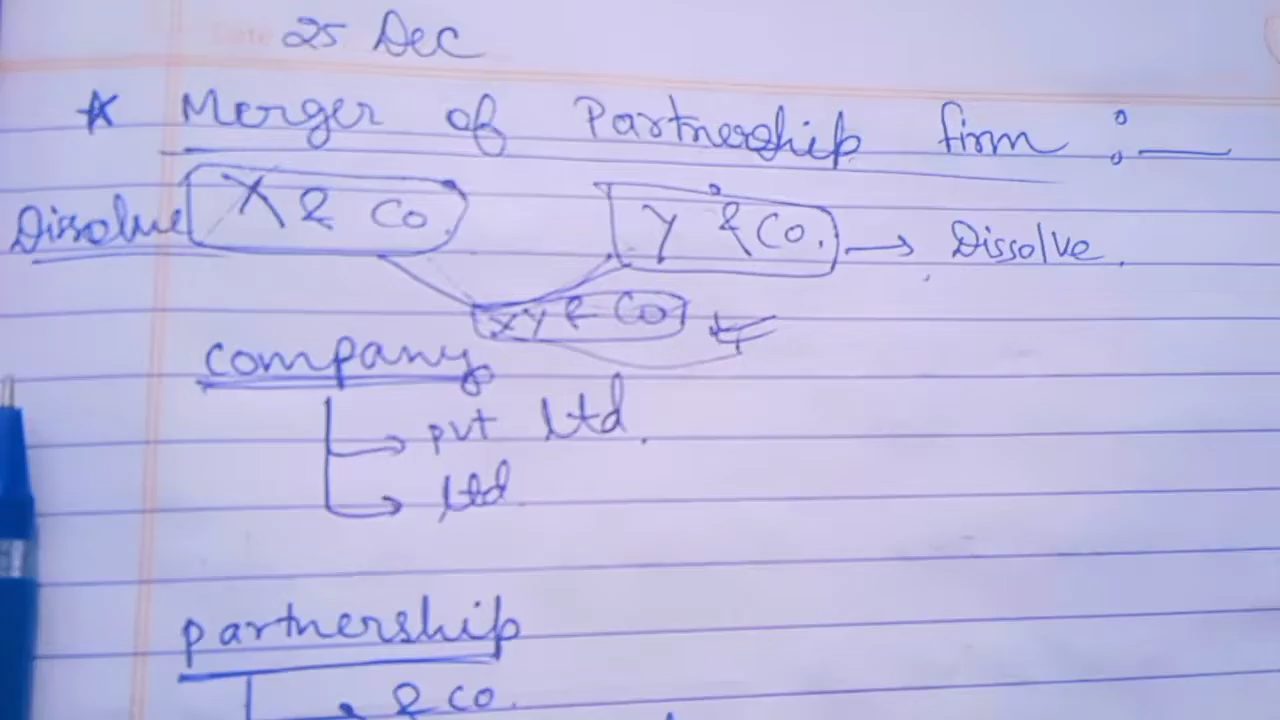 25 Dec
* Merger of Partnership firm :—
Dissolve X & Co. Y & Co. → Dissolve.
XY & Co
company
→ pvt ltd.
→ ltd.
partnership
& co.